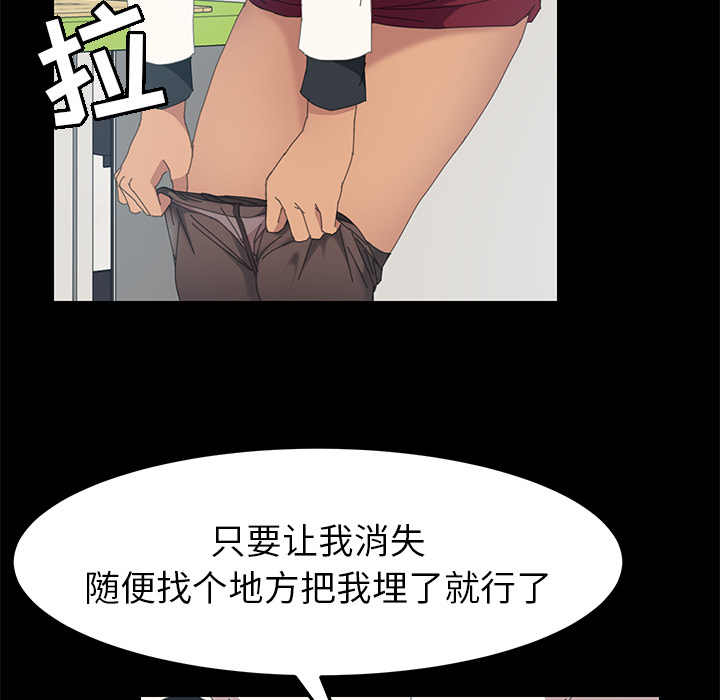 拉
只要让我消失
随便找个地方把我埋了就行了